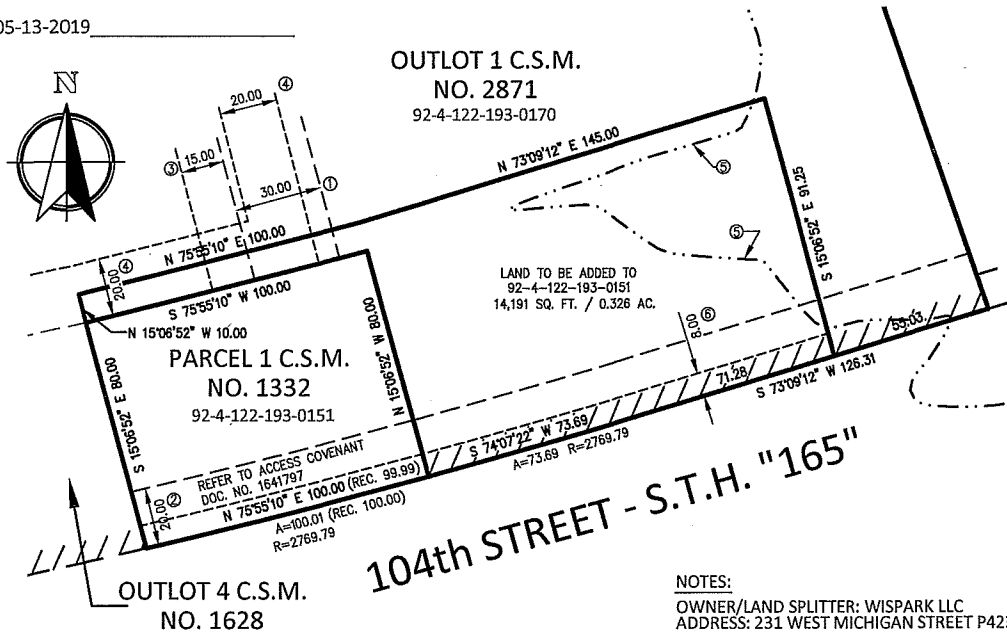 05-13-2019
N
OUTLOT 1 C.S.M.
NO. 2871
92-4-122-193-0170
20.00 ④
③ 15.00
30.00 ①
N 73°09'12" E 145.00
⑤
20.00 ④
N 75°55'10" E 100.00
S 75°55'10" W 100.00
N 15°06'52" W 10.00
S 15°06'52" E 91.25
⑤
LAND TO BE ADDED TO
92-4-122-193-0151
14,191 SQ. FT. / 0.326 AC.
PARCEL 1 C.S.M.
NO. 1332
92-4-122-193-0151
S 15°06'52" E 80.00
N 15°06'52" W 80.00
8.00 ⑥
55.03
71.28
S 73°09'12" W 126.31
S 74°07'22" W 73.69
A=73.69 R=2769.79
REFER TO ACCESS COVENANT
DOC. NO. 1641797
20.00 ②
N 75°55'10" E 100.00 (REC. 99.99)
A=100.01 (REC. 100.00)
R=2769.79
104th STREET - S.T.H. "165"
OUTLOT 4 C.S.M.
NO. 1628
NOTES:
OWNER/LAND SPLITTER: WISPARK LLC
ADDRESS: 231 WEST MICHIGAN STREET P42